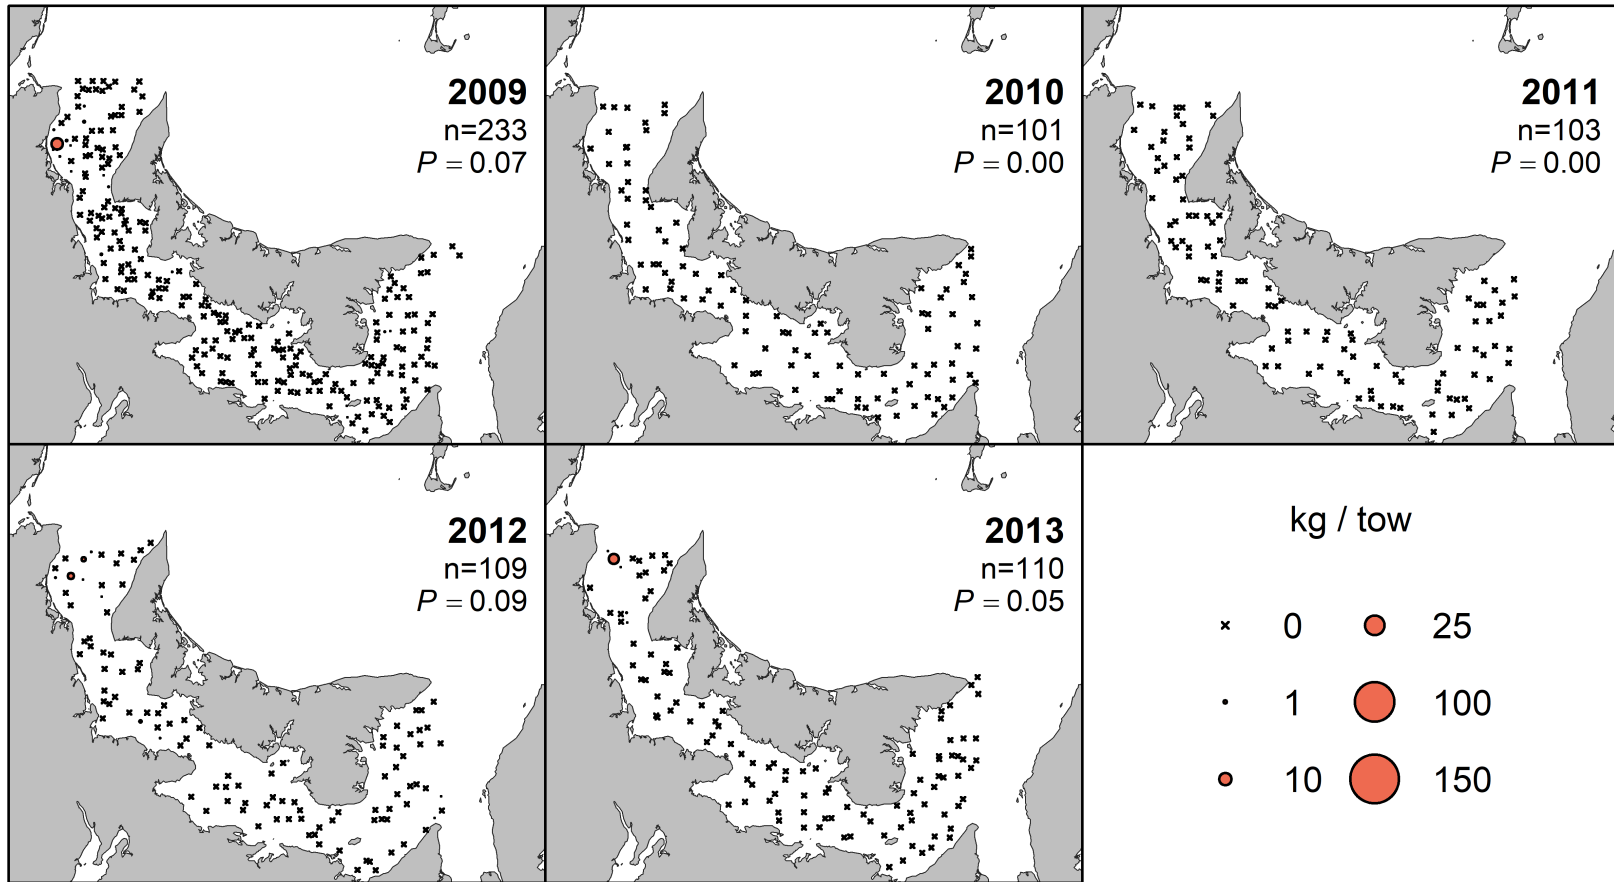 2009
n=233
P = 0.07
2010
n=101
P = 0.00
2011
n=103
P = 0.00
2012
n=109
P = 0.09
2013
n=110
P = 0.05
kg / tow
0 25
1 100
10 150